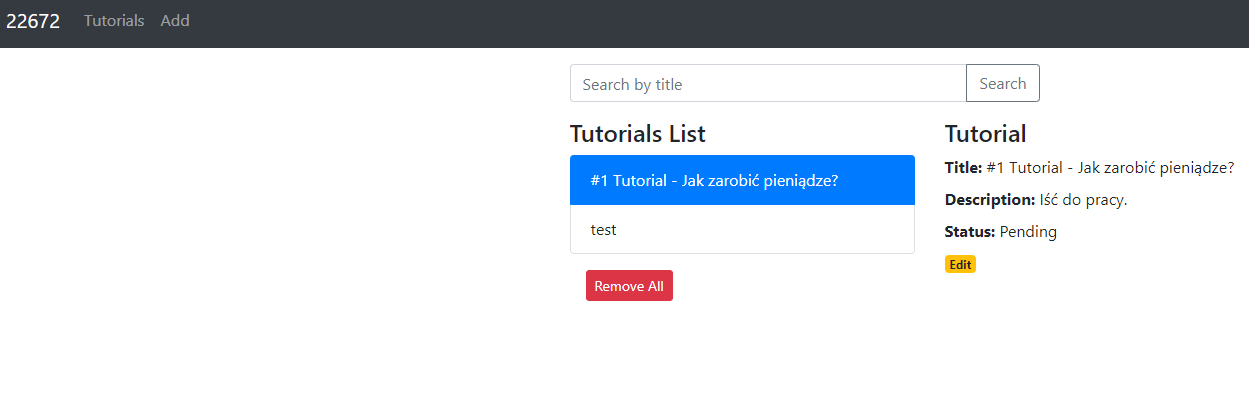 22672 Tutorials Add
Search by title Search
Tutorials List
#1 Tutorial - Jak zarobić pieniądze?
test
Remove All
Tutorial
Title: #1 Tutorial - Jak zarobić pieniądze?
Description: Iść do pracy.
Status: Pending
Edit